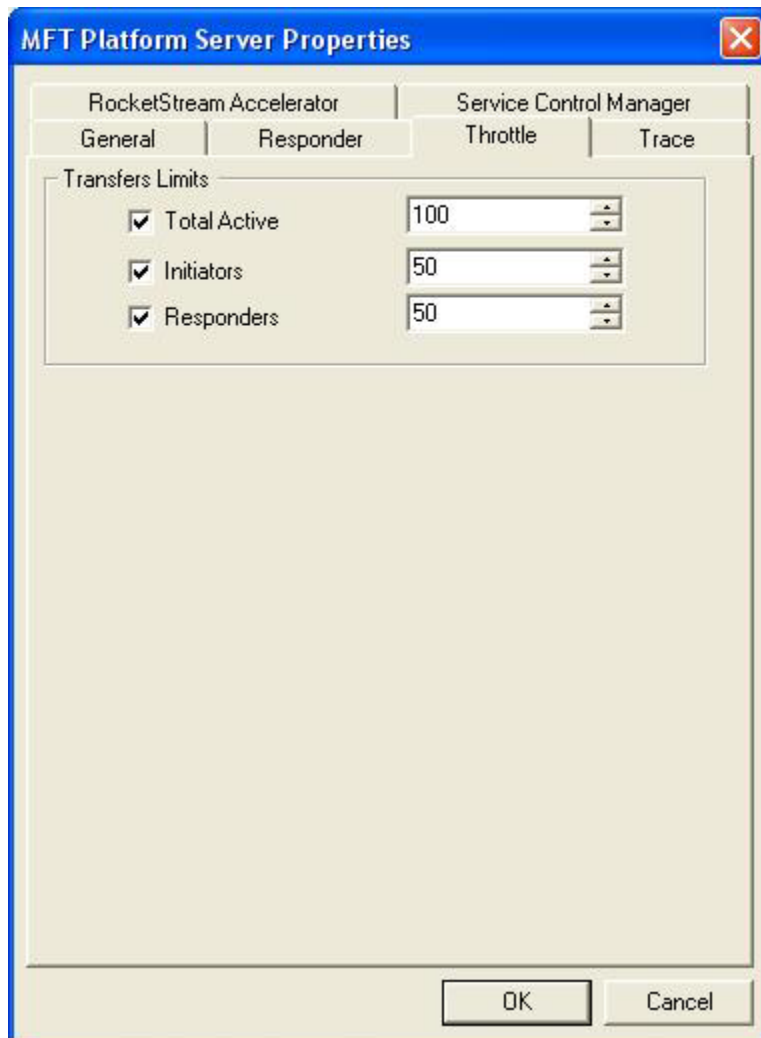 MFT Platform Server Properties
RocketStream Accelerator Service Control Manager
General Responder Throttle Trace
Transfers Limits
Total Active 100
Initiators 50
Responders 50
OK Cancel